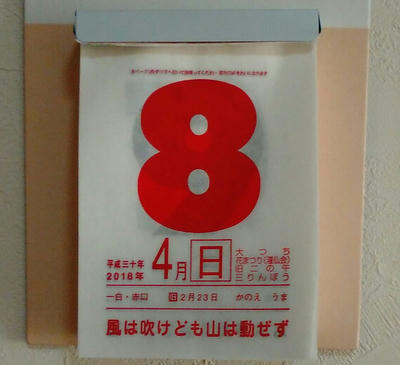 8
平成三十年
2018年
4月 日
大つち
花まつり(灌仏会)
旧二の午
三りんぼう
一白・赤口 旧2月23日 かのえ うま
風は吹けども山は動ぜず